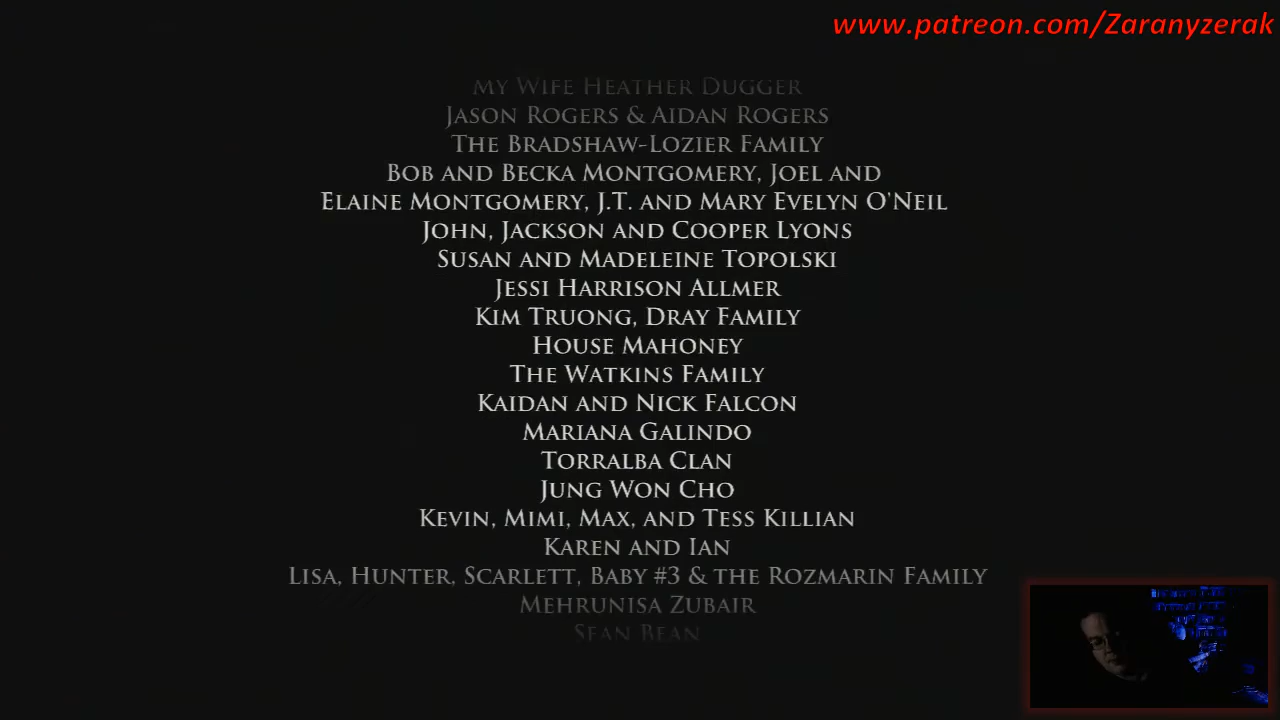 www.patreon.com/Zaranyzerak
my Wife Heather Dugger
Jason Rogers & Aidan Rogers
The Bradshaw-Lozier Family
Bob and Becka Montgomery, Joel and
Elaine Montgomery, J.T. and Mary Evelyn O'Neil
John, Jackson and Cooper Lyons
Susan and Madeleine Topolski
Jessi Harrison Allmer
Kim Truong, Dray Family
House Mahoney
The Watkins Family
Kaidan and Nick Falcon
Mariana Galindo
Torralba Clan
Jung Won Cho
Kevin, Mimi, Max, and Tess Killian
Karen and Ian
Lisa, Hunter, Scarlett, Baby #3 & the Rozmarin Family
Mehrunisa Zubair
Sean Bean